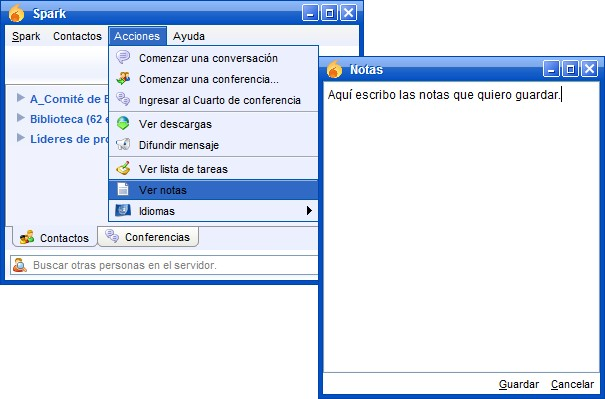 Spark
Spark Contactos Acciones Ayuda
Comenzar una conversación
Comenzar una conferencia...
Ingresar al Cuarto de conferencia
Ver descargas
Difundir mensaje
Ver lista de tareas
Ver notas
Idiomas
A_Comité de
Biblioteca (62
Líderes de
Contactos Conferencias
Buscar otras personas en el servidor.
Notas
Aquí escribo las notas que quiero guardar.
Guardar Cancelar